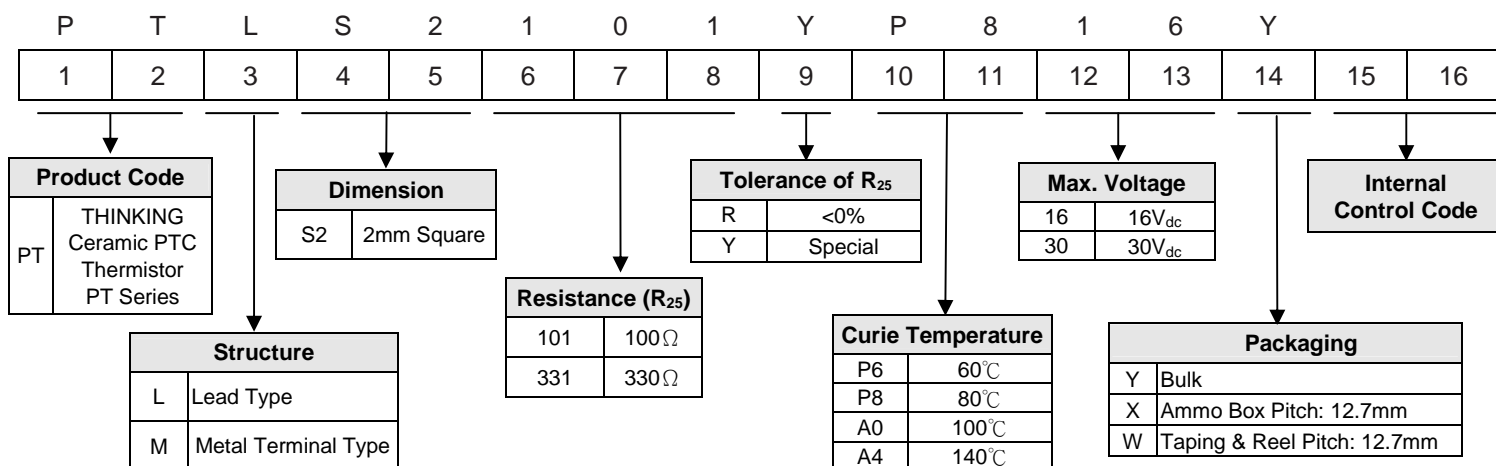 P T L S 2 1 0 1 Y P 8 1 6 Y
1 2 3 4 5 6 7 8 9 10 11 12 13 14 15 16
Product Code
PT THINKING
Ceramic PTC
Thermistor
PT Series
Structure
L Lead Type
M Metal Terminal Type
Dimension
S2 2mm Square
Resistance (R25)
101 100Ω
331 330Ω
Tolerance of R25
R <0%
Y Special
Curie Temperature
P6 60℃
P8 80℃
A0 100℃
A4 140℃
Max. Voltage
16 16Vdc
30 30Vdc
Packaging
Y Bulk
X Ammo Box Pitch: 12.7mm
W Taping & Reel Pitch: 12.7mm
Internal
Control Code